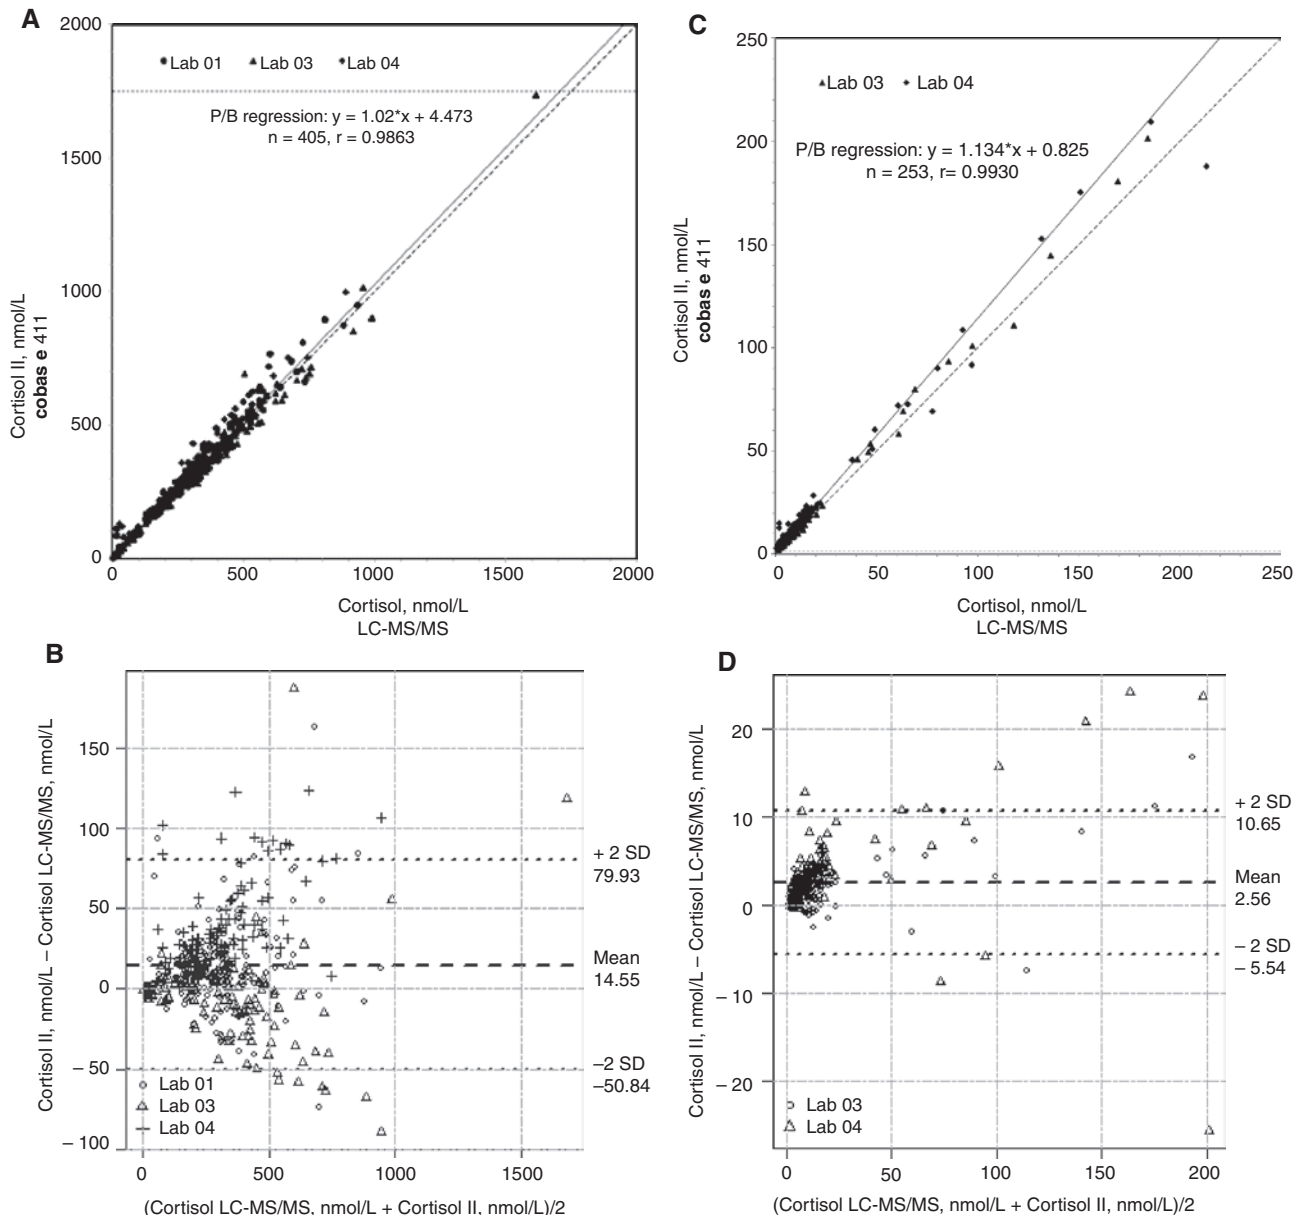 A
2000
1500
1000
500
0
Lab 01
Lab 03
Lab 04
P/B regression: y = 1.02*x + 4.473
n = 405, r = 0.9863
Cortisol II, nmol/L
cobas e 411
0
500
1000
1500
2000
Cortisol, nmol/L
LC-MS/MS
C
250
200
150
100
50
0
Lab 03
Lab 04
P/B regression: y = 1.134*x + 0.825
n = 253, r= 0.9930
Cortisol II, nmol/L
cobas e 411
0
50
100
150
200
250
Cortisol, nmol/L
LC-MS/MS
B
Cortisol II, nmol/L – Cortisol LC-MS/MS, nmol/L
150
100
50
0
– 50
– 100
+ 2 SD
79.93
Mean
14.55
–2 SD
–50.84
Lab 01
Lab 03
Lab 04
0
500
1000
1500
(Cortisol LC-MS/MS, nmol/L + Cortisol II, nmol/L)/2
D
Cortisol II, nmol/L – Cortisol LC-MS/MS, nmol/L
20
10
0
– 10
– 20
+ 2 SD
10.65
Mean
2.56
– 2 SD
– 5.54
Lab 03
Lab 04
0
50
100
150
200
(Cortisol LC-MS/MS, nmol/L + Cortisol II, nmol/L)/2